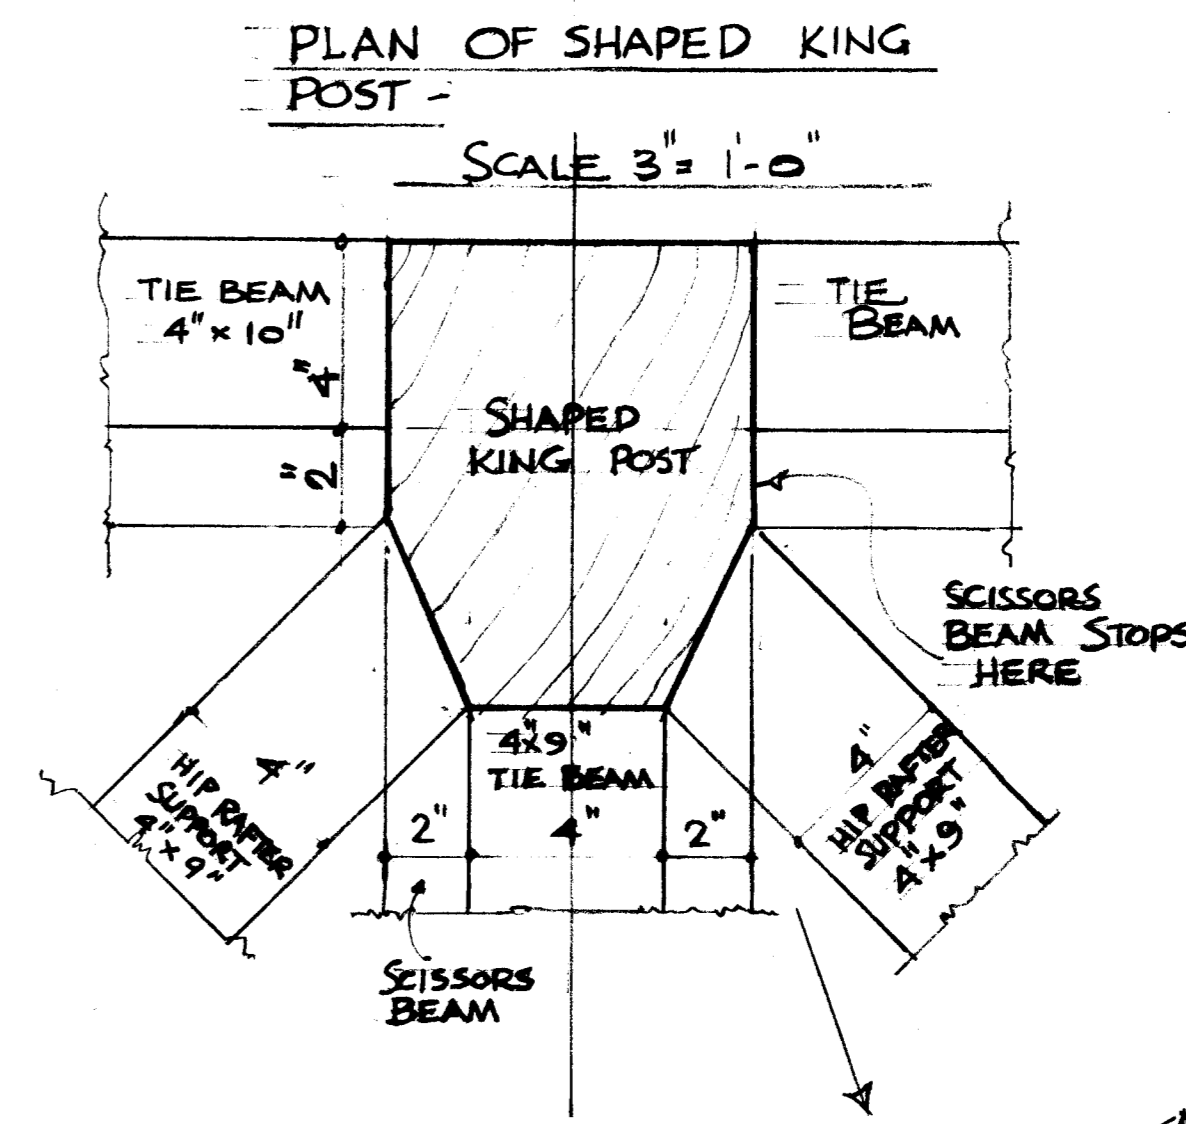 PLAN OF SHAPED KING
POST -
SCALE 3" = 1'-0"
TIE BEAM
4" x 10"
4"
2"
TIE
BEAM
SHAPED
KING POST
SCISSORS
BEAM STOPS
HERE
4"x9"
TIE BEAM
2"
4"
2"
4"
HIP RAFTER
SUPPORT
4" x 9"
4"
HIP RAFTER
SUPPORT
4" x 9"
SCISSORS
BEAM